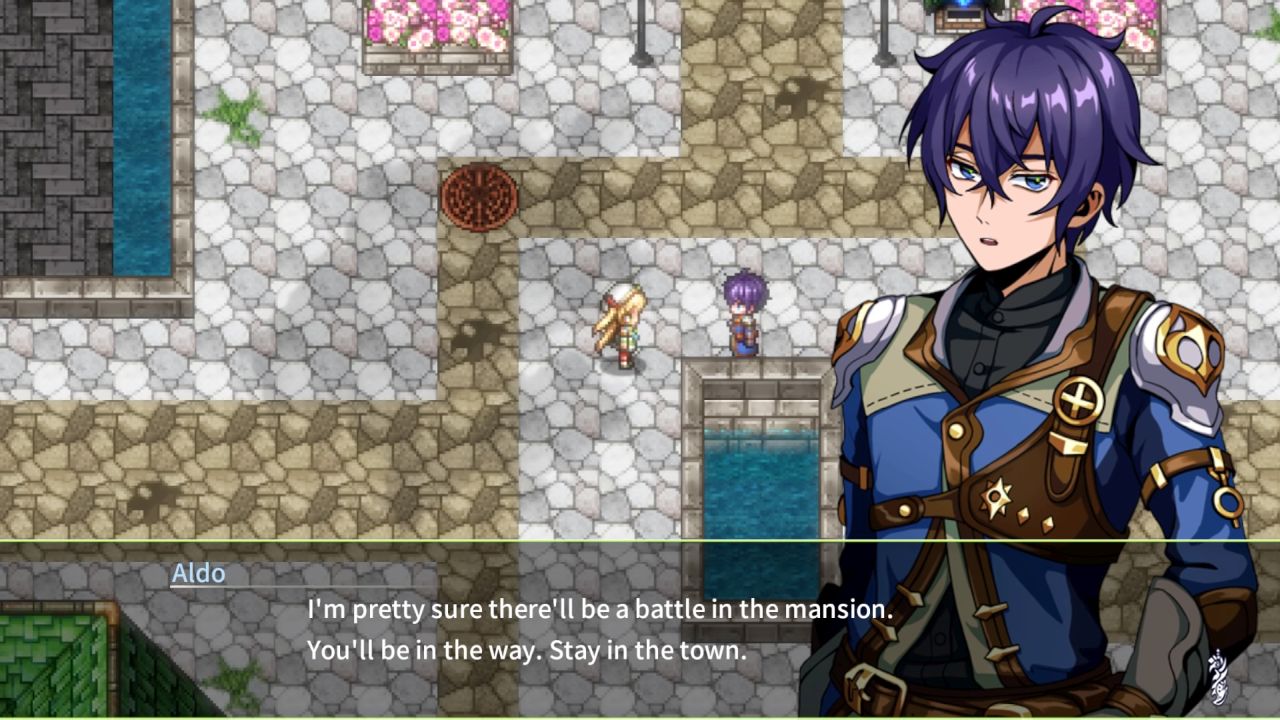 Aldo
I'm pretty sure there'll be a battle in the mansion.
You'll be in the way. Stay in the town.